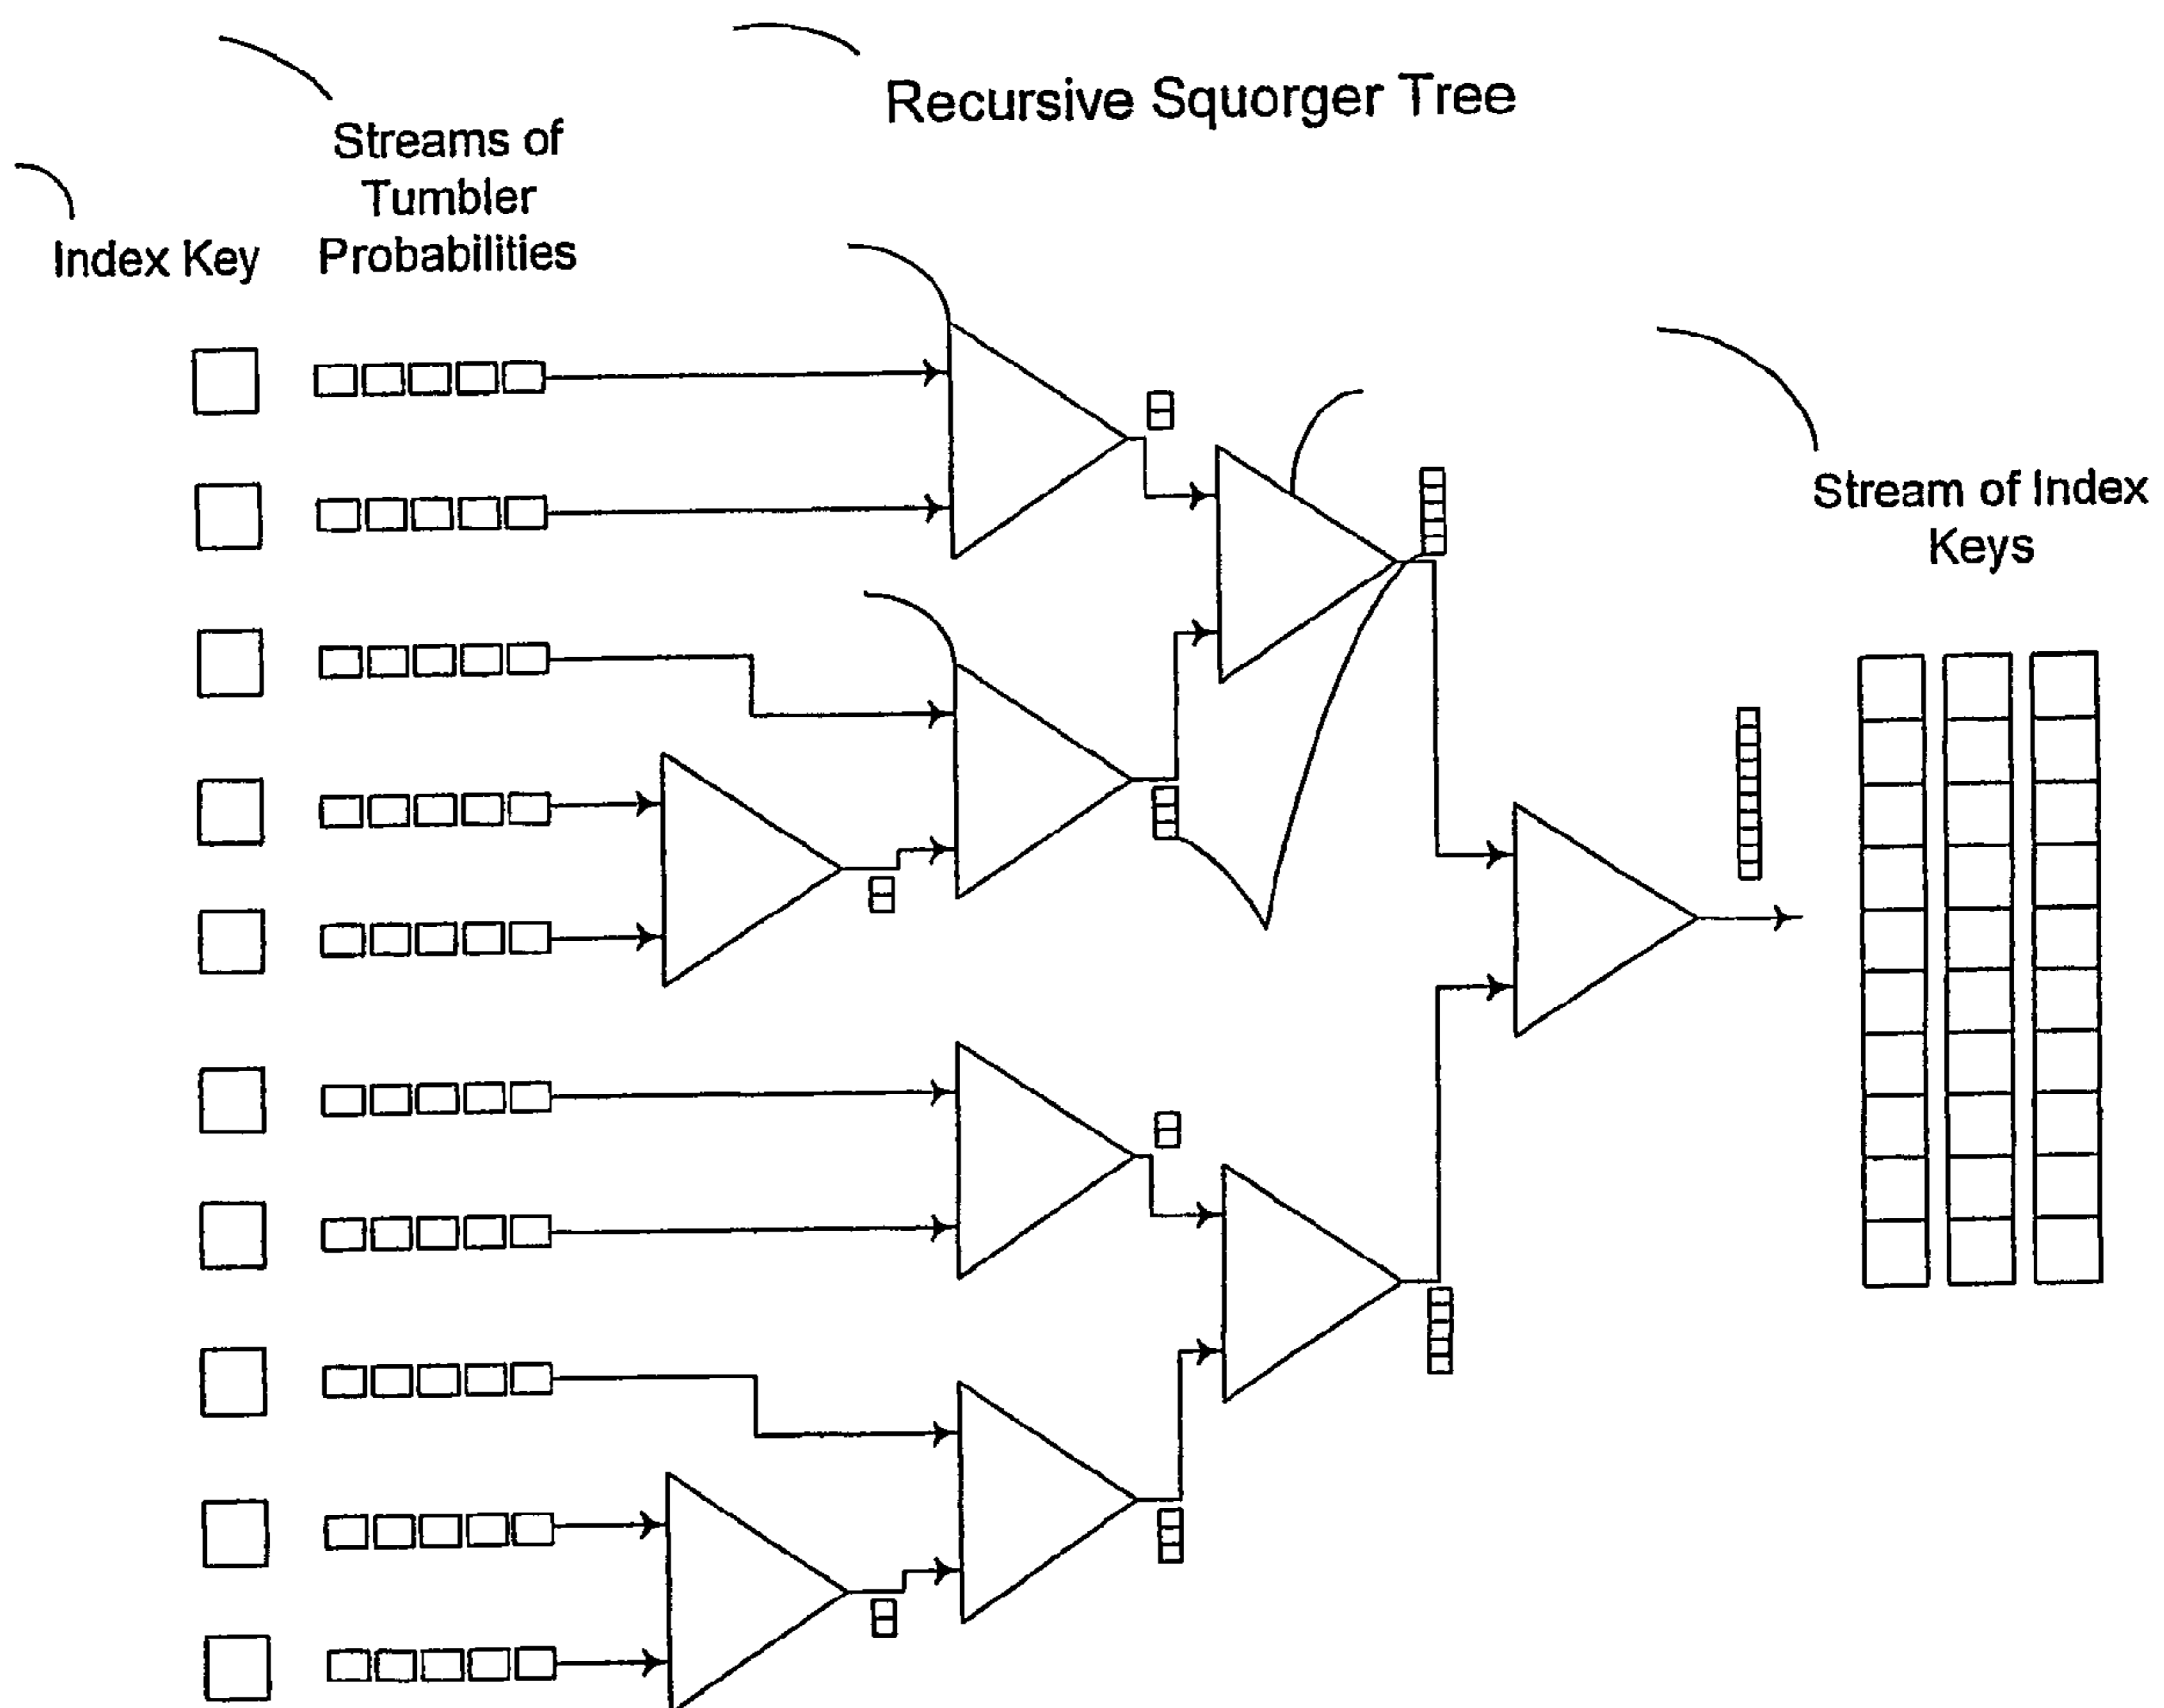 Recursive Squorger Tree
Streams of
Tumbler
Probabilities
Index Key
Stream of Index
Keys